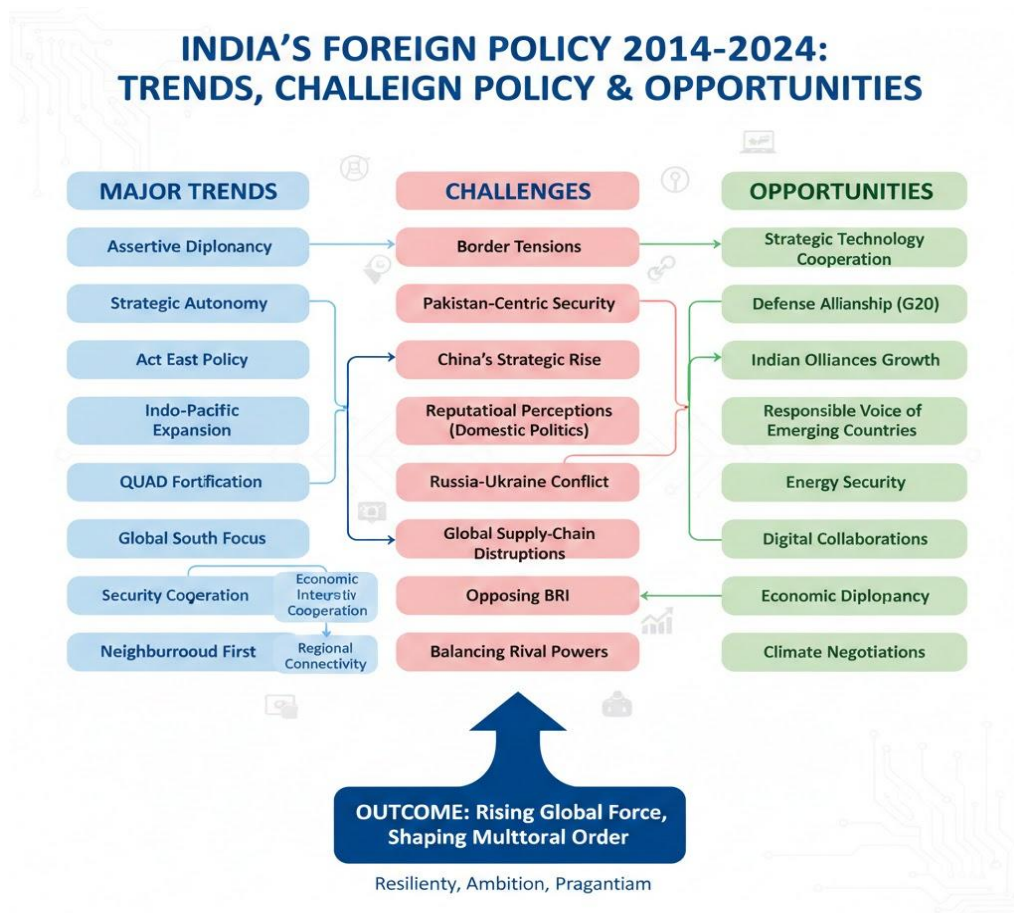 INDIA'S FOREIGN POLICY 2014-2024:
TRENDS, CHALLEIGN POLICY & OPPORTUNITIES
MAJOR TRENDS
Assertive Diplonancy
Strategic Autonomy
Act East Policy
Indo-Pacific
Expansion
QUAD Fortification
Global South Focus
Security Cogeration
Economic
Cooperation
Neighburrooud First
Regional
Connectivity
CHALLENGES
Border Tensions
Pakistan-Centric Security
China's Strategic Rise
Reputatioal Perceptions
(Domestic Politics)
Russia-Ukraine Conflict
Global Supply-Chain
Distruptions
Opposing BRI
Balancing Rival Powers
OPPORTUNITIES
Strategic Technology
Cooperation
Defense Allianship (G20)
Indian Olliances Growth
Responsible Voice of
Emerging Countries
Energy Security
Digital Collaborations
Economic Diplopancy
Climate Negotiations
OUTCOME: Rising Global Force,
Shaping Multtoral Order
Resilienty, Ambition, Pragantiam